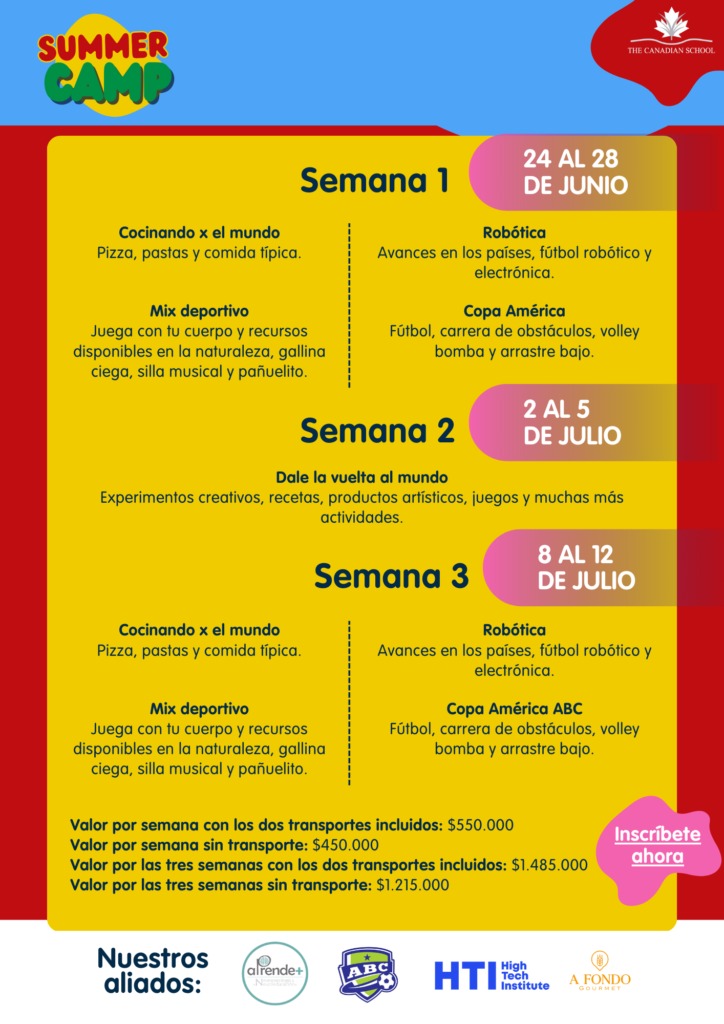 SUMMER
CAMP
THE CANADIAN SCHOOL
Semana 1
24 AL 28
DE JUNIO
Cocinando x el mundo
Pizza, pastas y comida típica.
Robótica
Avances en los países, fútbol robótico y
electrónica.
Mix deportivo
Juega con tu cuerpo y recursos
disponibles en la naturaleza, gallina
ciega, silla musical y pañuelito.
Copa América
Fútbol, carrera de obstáculos, volley
bomba y arrastre bajo.
Semana 2
2 AL 5
DE JULIO
Dale la vuelta al mundo
Experimentos creativos, recetas, productos artísticos, juegos y muchas más
actividades.
Semana 3
8 AL 12
DE JULIO
Cocinando x el mundo
Pizza, pastas y comida típica.
Robótica
Avances en los países, fútbol robótico y
electrónica.
Mix deportivo
Juega con tu cuerpo y recursos
disponibles en la naturaleza, gallina
ciega, silla musical y pañuelito.
Copa América ABC
Fútbol, carrera de obstáculos, volley
bomba y arrastre bajo.
Valor por semana con los dos transportes incluidos: $550.000
Valor por semana sin transporte: $450.000
Valor por las tres semanas con los dos transportes incluidos: $1.485.000
Valor por las tres semanas sin transporte: $1.215.000
Inscríbete
ahora
Nuestros
aliados:
aPrende+
ABC
HTI High
Tech
Institute
A FONDO
GOURMET